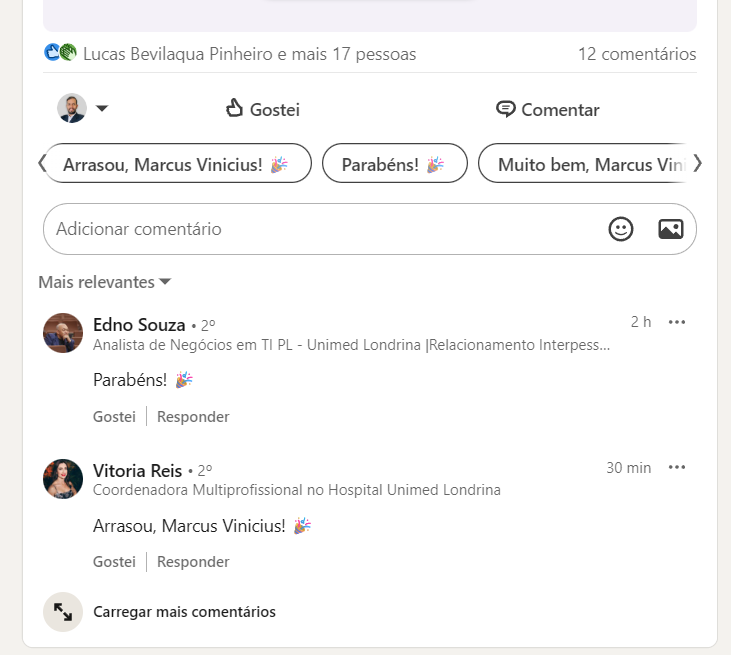 Lucas Bevilaqua Pinheiro e mais 17 pessoas 12 comentários
Gostei Comentar
Arrasou, Marcus Vinicius! 🎉 Parabéns! 🎉 Muito bem, Marcus Vini
Adicionar comentário
Mais relevantes
Edno Souza • 2º 2 h
Analista de Negócios em TI PL - Unimed Londrina |Relacionamento Interpess...
Parabéns! 🎉
Gostei Responder
Vitoria Reis • 2º 30 min
Coordenadora Multiprofissional no Hospital Unimed Londrina
Arrasou, Marcus Vinicius! 🎉
Gostei Responder
Carregar mais comentários